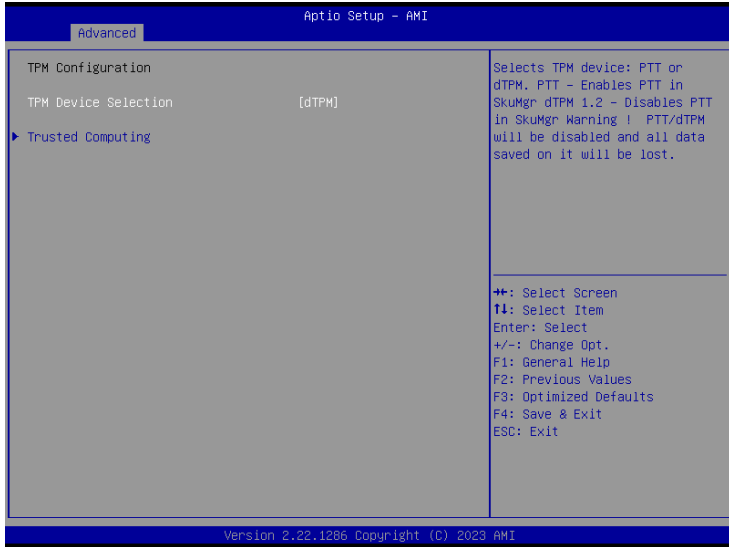 Aptio Setup – AMI
Advanced
TPM Configuration
TPM Device Selection [dTPM]
Trusted Computing
Selects TPM device: PTT or
dTPM. PTT – Enables PTT in
SkuMgr dTPM 1.2 – Disables PTT
in SkuMgr Warning ! PTT/dTPM
will be disabled and all data
saved on it will be lost.
→←: Select Screen
↑↓: Select Item
Enter: Select
+/–: Change Opt.
F1: General Help
F2: Previous Values
F3: Optimized Defaults
F4: Save & Exit
ESC: Exit
Version 2.22.1286 Copyright (C) 2023 AMI